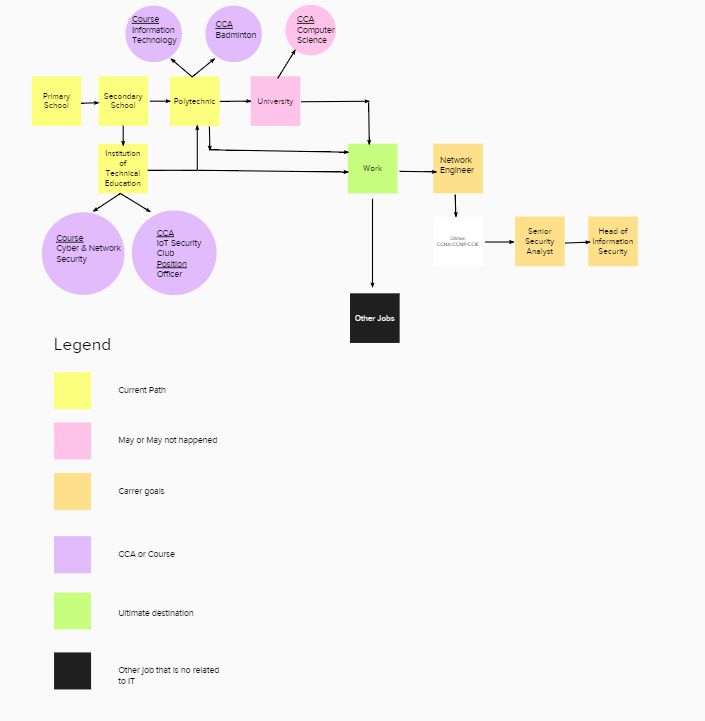 Course
Information
Technology
CCA
Badminton
CCA
Computer
Science
Primary
School
Secondary
School
Polytechnic
University
Institution
of
Technical
Education
Work
Network
Engineer
Course
Cyber & Network
Security
CCA
IoT Security
Club
Position
Officer
Obtain
CCNA/CCNP/CCIE
Senior
Security
Analyst
Head of
Information
Security
Other Jobs
Legend
Current Path
May or May not happened
Carrer goals
CCA or Course
Ultimate destination
Other job that is no related
to IT